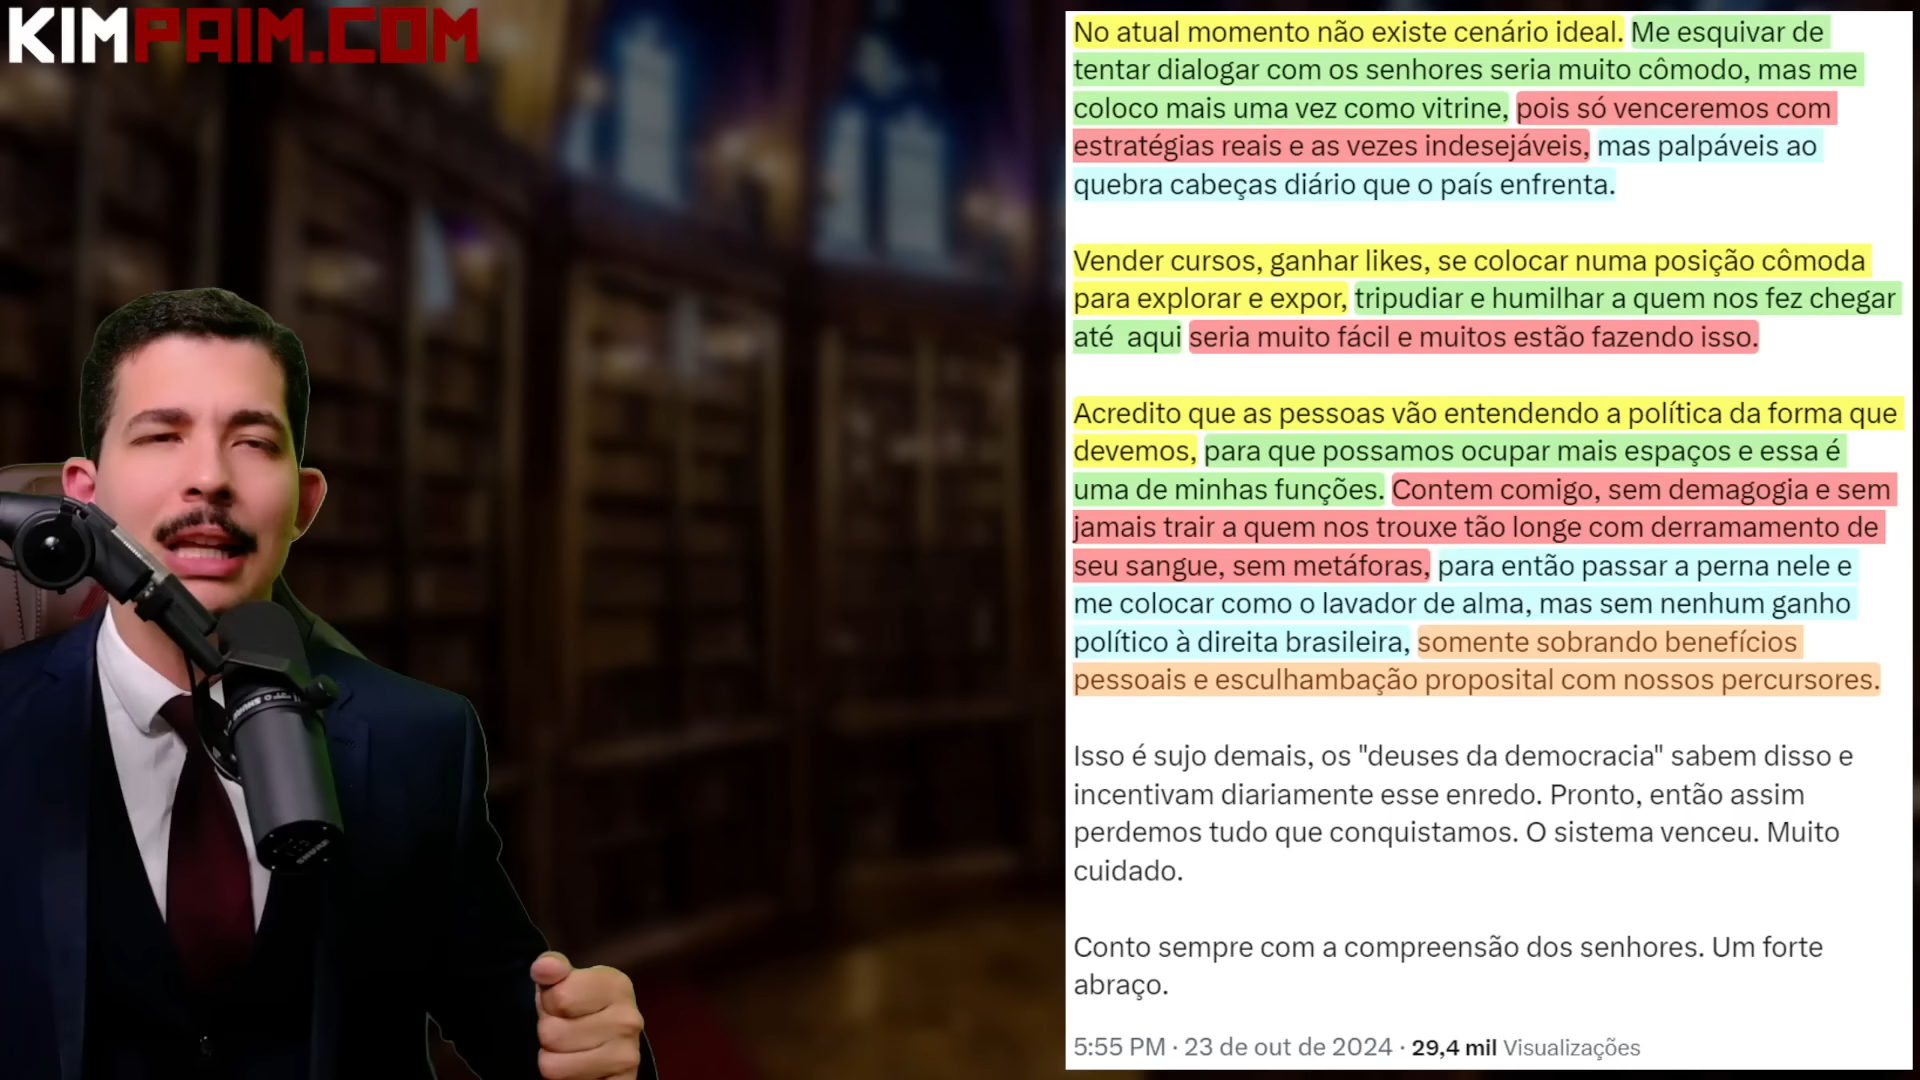 KIMPAIM.COM
No atual momento não existe cenário ideal. Me esquivar de
tentar dialogar com os senhores seria muito cômodo, mas me
coloco mais uma vez como vitrine, pois só venceremos com
estratégias reais e as vezes indesejáveis, mas palpáveis ao
quebra cabeças diário que o país enfrenta.
Vender cursos, ganhar likes, se colocar numa posição cômoda
para explorar e expor, tripudiar e humilhar a quem nos fez chegar
até aqui seria muito fácil e muitos estão fazendo isso.
Acredito que as pessoas vão entendendo a política da forma que
devemos, para que possamos ocupar mais espaços e essa é
uma de minhas funções. Contem comigo, sem demagogia e sem
jamais trair a quem nos trouxe tão longe com derramamento de
seu sangue, sem metáforas, para então passar a perna nele e
me colocar como o lavador de alma, mas sem nenhum ganho
político à direita brasileira, somente sobrando benefícios
pessoais e esculhambação proposital com nossos percursores.
Isso é sujo demais, os "deuses da democracia" sabem disso e
incentivam diariamente esse enredo. Pronto, então assim
perdemos tudo que conquistamos. O sistema venceu. Muito
cuidado.
Conto sempre com a compreensão dos senhores. Um forte
abraço.
5:55 PM · 23 de out de 2024 · 29,4 mil Visualizações